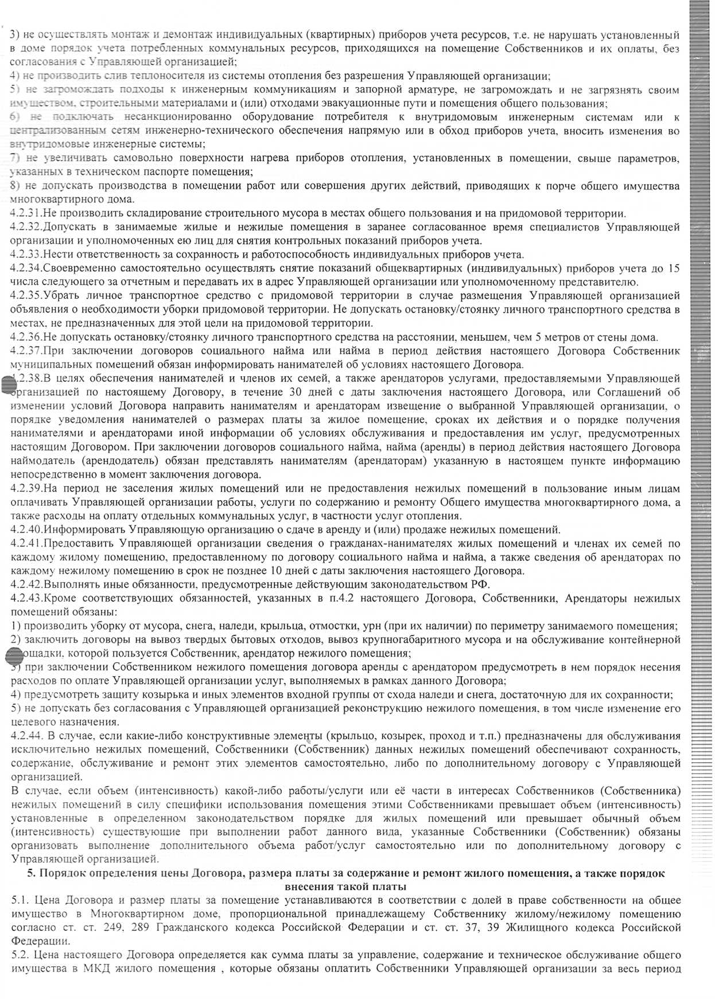 3) не осуществлять монтаж и демонтаж индивидуальных (квартирных) приборов учета ресурсов, т.е. не нарушать установленный
в доме порядок учета потребленных коммунальных ресурсов, приходящихся на помещение Собственников и их оплаты, без
согласования с Управляющей организацией;
4) не производить слив теплоносителя из системы отопления без разрешения Управляющей организации;
5) не загромождать подходы к инженерным коммуникациям и запорной арматуре, не загромождать и не загрязнять своим
имуществом, строительными материалами и (или) отходами эвакуационные пути и помещения общего пользования;
6) не подключать несанкционированно оборудование потребителя к внутридомовым инженерным системам или к
централизованным сетям инженерно-технического обеспечения напрямую или в обход приборов учета, вносить изменения во
внутридомовые инженерные системы;
7) не увеличивать самовольно поверхности нагрева приборов отопления, установленных в помещении, свыше параметров,
указанных в техническом паспорте помещения;
8) не допускать производства в помещении работ или совершения других действий, приводящих к порче общего имущества
многоквартирного дома.
4.2.31.Не производить складирование строительного мусора в местах общего пользования и на придомовой территории.
4.2.32.Допускать в занимаемые жилые и нежилые помещения в заранее согласованное время специалистов Управляющей
организации и уполномоченных ею лиц для снятия контрольных показаний приборов учета.
4.2.33.Нести ответственность за сохранность и работоспособность индивидуальных приборов учета.
4.2.34.Своевременно самостоятельно осуществлять снятие показаний общеквартирных (индивидуальных) приборов учета до 15
числа следующего за отчетным и передавать их в адрес Управляющей организации или уполномоченному представителю.
4.2.35.Убрать личное транспортное средство с придомовой территории в случае размещения Управляющей организацией
объявления о необходимости уборки придомовой территории. Не допускать остановку/стоянку личного транспортного средства в
местах, не предназначенных для этой цели на придомовой территории.
4.2.36.Не допускать остановку/стоянку личного транспортного средства на расстоянии, меньшем, чем 5 метров от стены дома.
4.2.37.При заключении договоров социального найма или найма в период действия настоящего Договора Собственник
муниципальных помещений обязан информировать нанимателей об условиях настоящего Договора.
4.2.38.В целях обеспечения нанимателей и членов их семей, а также арендаторов услугами, предоставляемыми Управляющей
организацией по настоящему Договору, в течение 30 дней с даты заключения настоящего Договора, или Соглашений об
изменении условий Договора направить нанимателям и арендаторам извещение о выбранной Управляющей организации, о
порядке уведомления нанимателей о размерах платы за жилое помещение, сроках их действия и о порядке получения
нанимателями и арендаторами иной информации об условиях обслуживания и предоставления им услуг, предусмотренных
настоящим Договором. При заключении договоров социального найма, найма (аренды) в период действия настоящего Договора
наймодатель (арендодатель) обязан представлять нанимателям (арендаторам) указанную в настоящем пункте информацию
непосредственно в момент заключения договора.
4.2.39.На период не заселения жилых помещений или не предоставления нежилых помещений в пользование иным лицам
оплачивать Управляющей организации работы, услуги по содержанию и ремонту Общего имущества многоквартирного дома, а
также расходы на оплату отдельных коммунальных услуг, в частности услуг отопления.
4.2.40.Информировать Управляющую организацию о сдаче в аренду и (или) продаже нежилых помещений.
4.2.41.Предоставить Управляющей организации сведения о гражданах-нанимателях жилых помещений и членах их семей по
каждому жилому помещению, предоставленному по договору социального найма и найма, а также сведения об арендаторах по
каждому нежилому помещению в срок не позднее 10 дней с даты заключения настоящего Договора.
4.2.42.Выполнять иные обязанности, предусмотренные действующим законодательством РФ.
4.2.43.Кроме соответствующих обязанностей, указанных в п.4.2 настоящего Договора, Собственники, Арендаторы нежилых
помещений обязаны:
1) производить уборку от мусора, снега, наледи, крыльца, отмостки, урн (при их наличии) по периметру занимаемого помещения;
2) заключить договоры на вывоз твердых бытовых отходов, вывоз крупногабаритного мусора и на обслуживание контейнерной
ощадки, которой пользуется Собственник, арендатор нежилого помещения;
3) при заключении Собственником нежилого помещения договора аренды с арендатором предусмотреть в нем порядок несения
расходов по оплате Управляющей организации услуг, выполняемых в рамках данного Договора;
4) предусмотреть защиту козырька и иных элементов входной группы от схода наледи и снега, достаточную для их сохранности;
5) не допускать без согласования с Управляющей организацией реконструкцию нежилого помещения, в том числе изменение его
целевого назначения.
4.2.44. В случае, если какие-либо конструктивные элементы (крыльцо, козырек, проход и т.п.) предназначены для обслуживания
исключительно нежилых помещений, Собственники (Собственник) данных нежилых помещений обеспечивают сохранность,
содержание, обслуживание и ремонт этих элементов самостоятельно, либо по дополнительному договору с Управляющей
организацией.
В случае, если объем (интенсивность) какой-либо работы/услуги или её части в интересах Собственников (Собственника)
нежилых помещений в силу специфики использования помещения этими Собственниками превышает объем (интенсивность)
установленные в определенном законодательством порядке для жилых помещений или превышает обычный объем
(интенсивность) существующие при выполнении работ данного вида, указанные Собственники (Собственник) обязаны
организовать выполнение дополнительного объема работ/услуг самостоятельно или по дополнительному договору с
Управляющей организацией.
5. Порядок определения цены Договора, размера платы за содержание и ремонт жилого помещения, а также порядок
внесения такой платы
5.1. Цена Договора и размер платы за помещение устанавливаются в соответствии с долей в праве собственности на общее
имущество в Многоквартирном доме, пропорциональной принадлежащему Собственнику жилому/нежилому помещению
согласно ст. ст. 249, 289 Гражданского кодекса Российской Федерации и ст. ст. 37, 39 Жилищного кодекса Российской
Федерации.
5.2. Цена настоящего Договора определяется как сумма платы за управление, содержание и техническое обслуживание общего
имущества в МКД жилого помещения , которые обязаны оплатить Собственники Управляющей организации за весь период